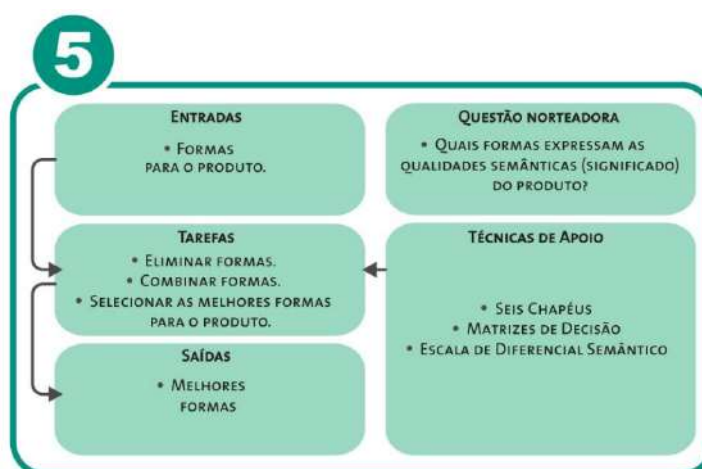 5
ENTRADAS
• FORMAS
PARA O PRODUTO.
QUESTÃO NORTEADORA
• QUAIS FORMAS EXPRESSAM AS
QUALIDADES SEMÂNTICAS (SIGNIFICADO)
DO PRODUTO?
TAREFAS
• ELIMINAR FORMAS.
• COMBINAR FORMAS.
• SELECIONAR AS MELHORES FORMAS
PARA O PRODUTO.
TÉCNICAS DE APOIO
• SEIS CHAPÉUS
• MATRIZES DE DECISÃO
• ESCALA DE DIFERENCIAL SEMÂNTICO
SAÍDAS
• MELHORES
FORMAS